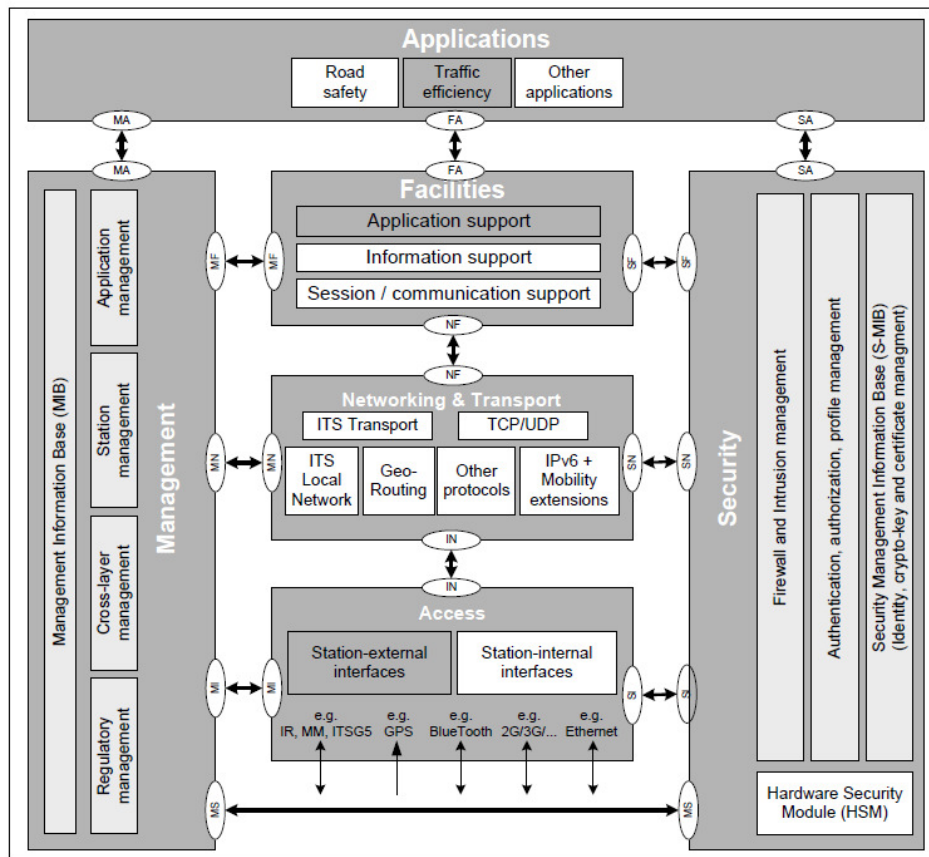 Applications
Road
safety
Traffic
efficiency
Other
applications
MA
FA
SA
MA
FA
SA
Management Information Base (MIB)
Application
management
Station
management
Cross-layer
management
Regulatory
management
Management
MF
MF
MN
MN
MI
MI
MS
Facilities
Application support
Information support
Session / communication support
NF
NF
Networking & Transport
ITS Transport
TCP/UDP
ITS
Local
Network
Geo-
Routing
Other
protocols
IPv6 +
Mobility
extensions
IN
IN
Access
Station-external
interfaces
Station-internal
interfaces
e.g.
IR, MM, ITSG5
e.g.
GPS
e.g.
BlueTooth
e.g.
2G/3G/...
e.g.
Ethernet
SF
SF
SN
SN
SI
SI
MS
Security
Firewall and Intrusion management
Authentication, authorization, profile management
Security Management Information Base (S-MIB)
(Identity, crypto-key and certificate managment)
Hardware Security
Module (HSM)